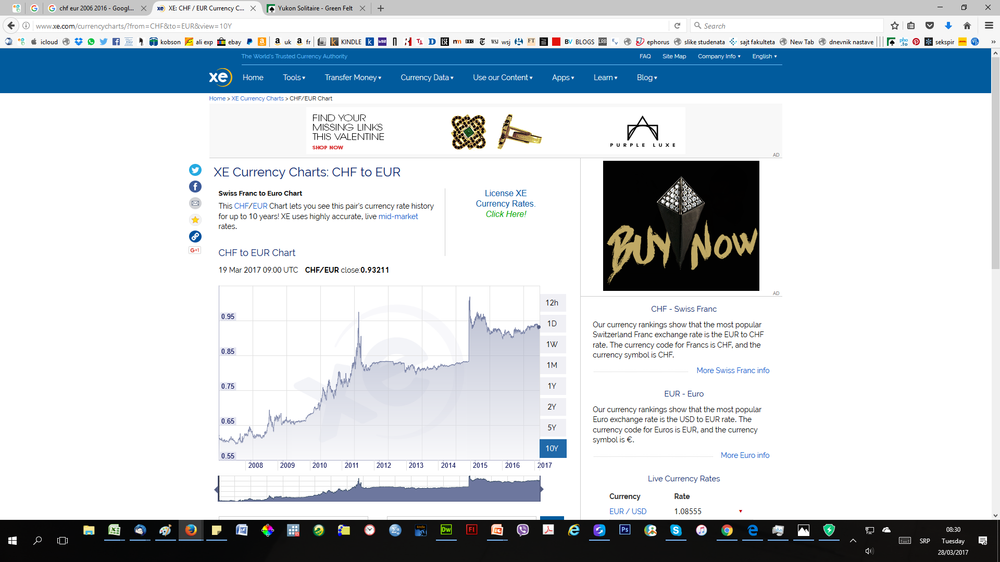 chf eur 2006 2016 - Googl...
XE: CHF / EUR Currency C...
Yukon Solitaire - Green Felt
www.xe.com/currencycharts/?from=CHF&to=EUR&view=10Y
Search
icloud
kobson
ali exp
ebay
uk
fr
KINDLE
wsj
BLOGS
ephorus
slike studenata
sajt fakulteta
New Tab
dnevnik nastave
sekspir
The World's Trusted Currency Authority
FAQ
Site Map
Company Info
English
xe
Home
Tools
Transfer Money
Currency Data
Use our Content
Apps
Learn
Blog
Home > XE Currency Charts > CHF/EUR Chart
FIND YOUR
MISSING LINKS
THIS VALENTINE
SHOP NOW
PURPLE LUXE
AD
XE Currency Charts: CHF to EUR
Swiss Franc to Euro Chart
This CHF/EUR Chart lets you see this pair's currency rate history
for up to 10 years! XE uses highly accurate, live mid-market
rates.
License XE
Currency Rates.
Click Here!
G+1
CHF to EUR Chart
19 Mar 2017 09:00 UTC CHF/EUR close:0.93211
0.95
0.85
0.75
0.65
0.55
2008
2009
2010
2011
2012
2013
2014
2015
2016
2017
12h
1D
1W
1M
1Y
2Y
5Y
10Y
BUY NOW
AD
CHF - Swiss Franc
Our currency rankings show that the most popular
Switzerland Franc exchange rate is the EUR to CHF
rate. The currency code for Francs is CHF, and the
currency symbol is CHF.
More Swiss Franc info
EUR - Euro
Our currency rankings show that the most popular
Euro exchange rate is the USD to EUR rate. The
currency code for Euros is EUR, and the currency
symbol is €.
More Euro info
Live Currency Rates
Currency Rate
EUR / USD 1.08555
SRP
08:30
Tuesday
28/03/2017